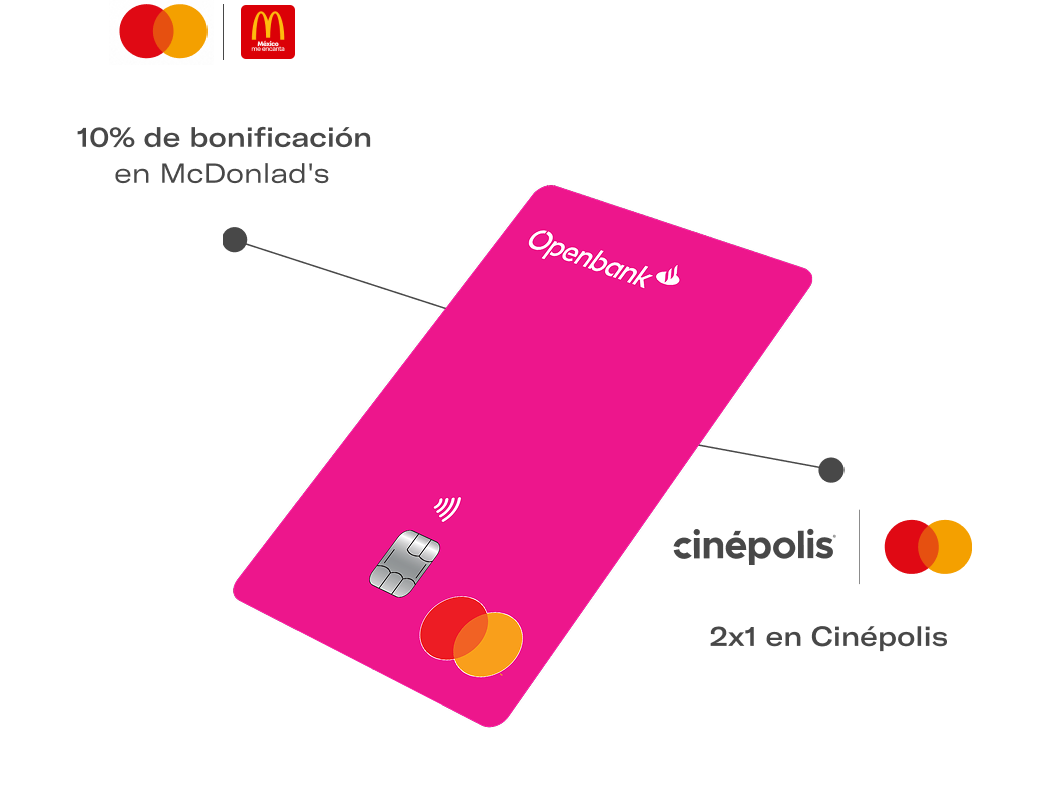 México
me encanta
10% de bonificación
en McDonlad's
Openbank
cinépolis
2x1 en Cinépolis